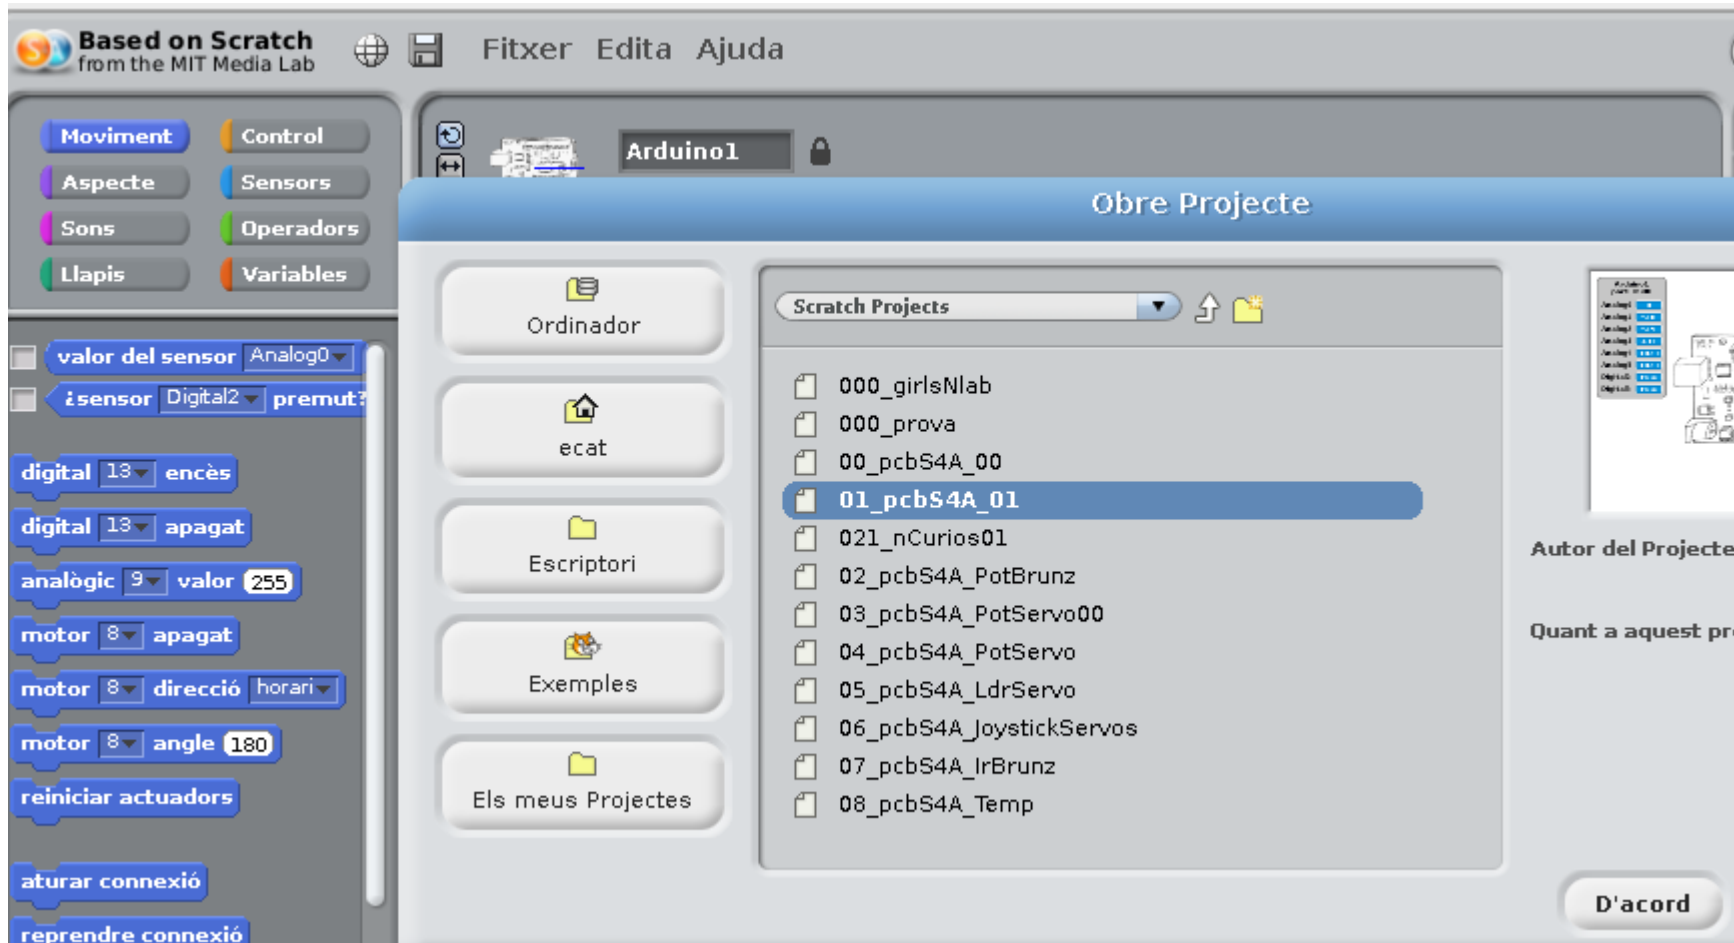 Based on Scratch
from the MIT Media Lab
Fitxer Edita Ajuda
Moviment Control
Aspecte Sensors
Sons Operadors
Llapis Variables
Arduino1
valor del sensor Analog0
¿sensor Digital2 premut?
digital 13 encès
digital 13 apagat
analògic 9 valor 255
motor 8 apagat
motor 8 direcció horari
motor 8 angle 180
reiniciar actuadors
aturar connexió
reprendre connexió
Obre Projecte
Ordinador
ecat
Escriptori
Exemples
Els meus Projectes
Scratch Projects
000_girlsNlab
000_prova
00_pcbS4A_00
01_pcbS4A_01
021_nCurios01
02_pcbS4A_PotBrunz
03_pcbS4A_PotServo00
04_pcbS4A_PotServo
05_pcbS4A_LdrServo
06_pcbS4A_JoystickServos
07_pcbS4A_IrBrunz
08_pcbS4A_Temp
Autor del Projecte
Quant a aquest pr
D'acord